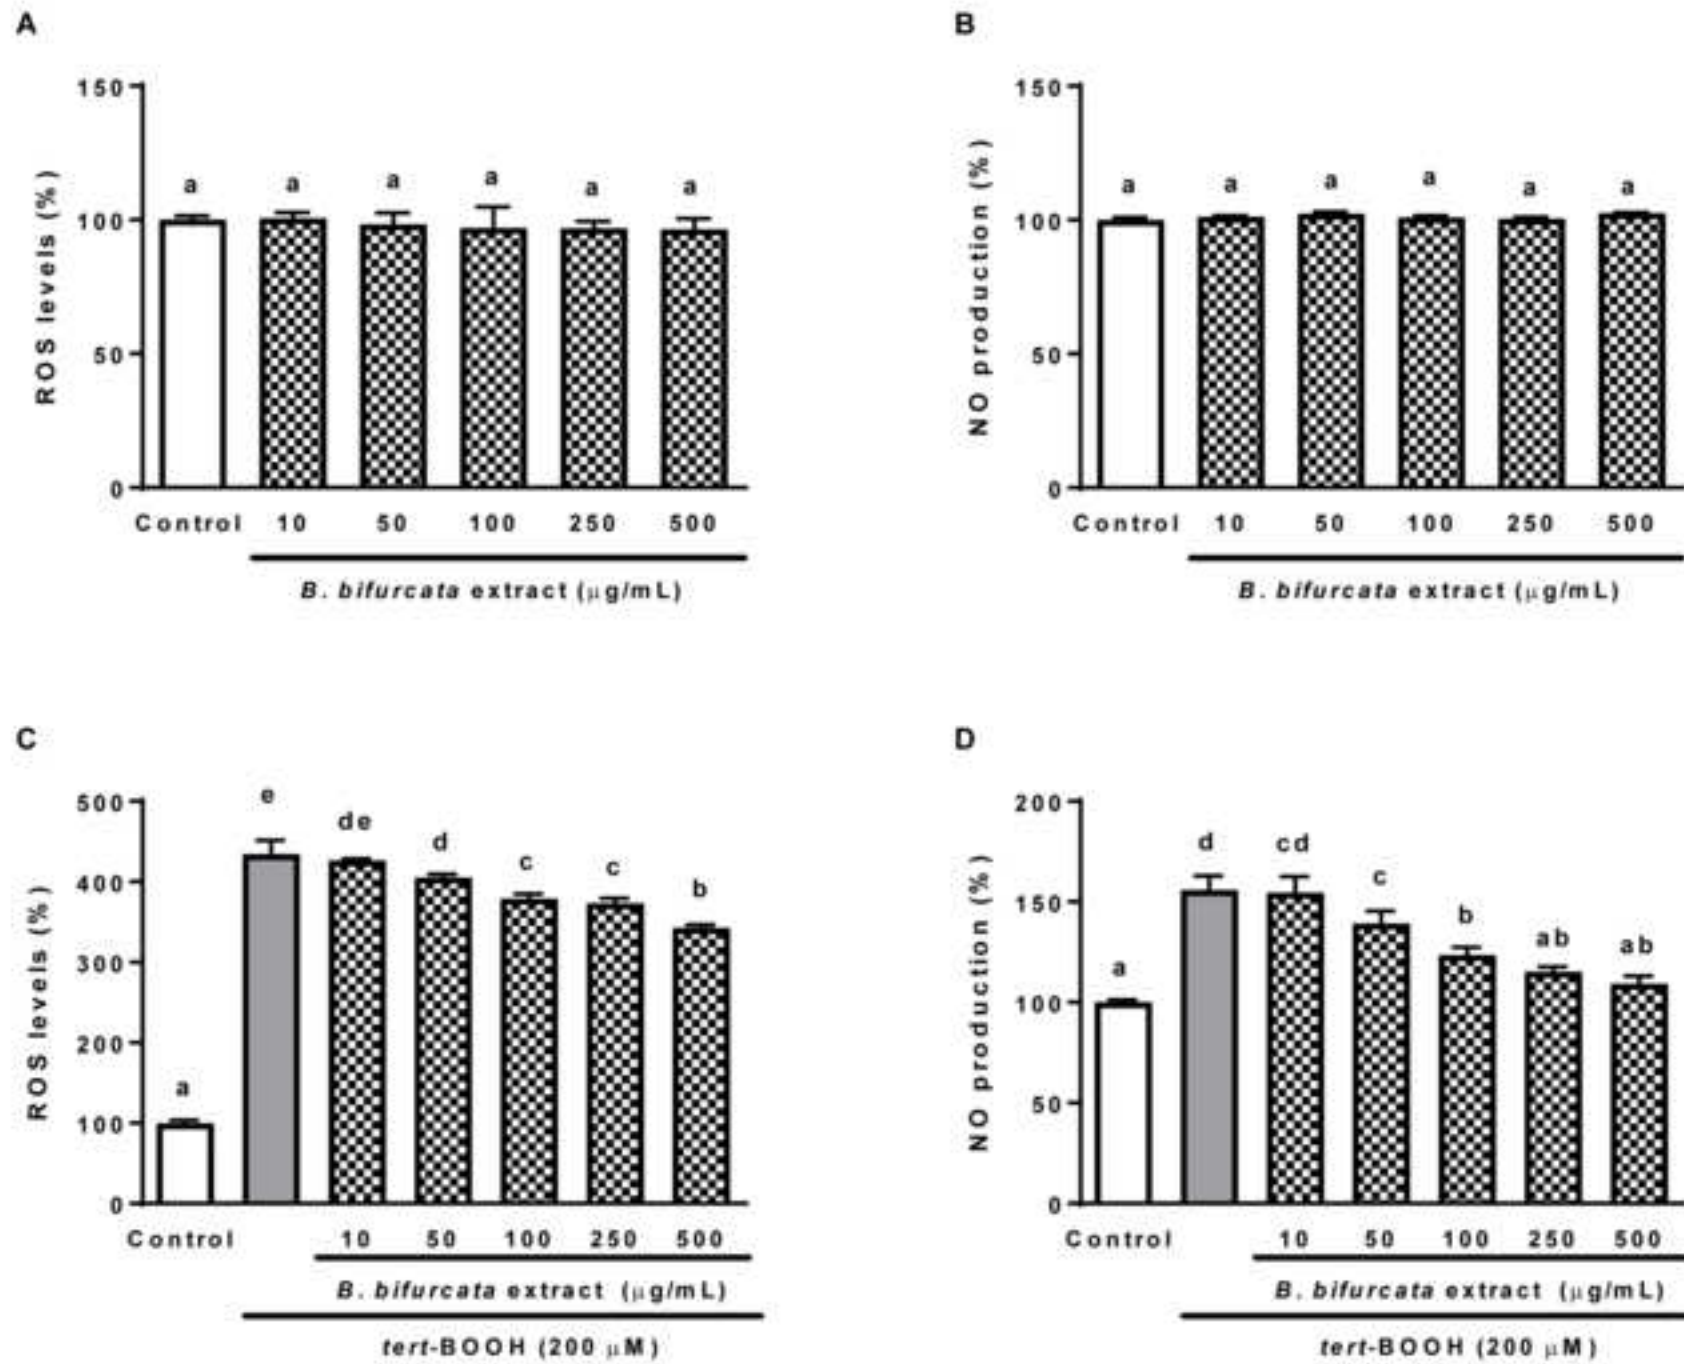 A
ROS levels (%)
150
100
50
0
a a a a a a
Control 10 50 100 250 500
B. bifurcata extract (μg/mL)
B
NO production (%)
150
100
50
0
a a a a a a
Control 10 50 100 250 500
B. bifurcata extract (μg/mL)
C
ROS levels (%)
500
400
300
200
100
0
a e de d c c b
Control 10 50 100 250 500
B. bifurcata extract (μg/mL)
tert-BOOH (200 μM)
D
NO production (%)
200
150
100
50
0
a d cd c b ab ab
Control 10 50 100 250 500
B. bifurcata extract (μg/mL)
tert-BOOH (200 μM)